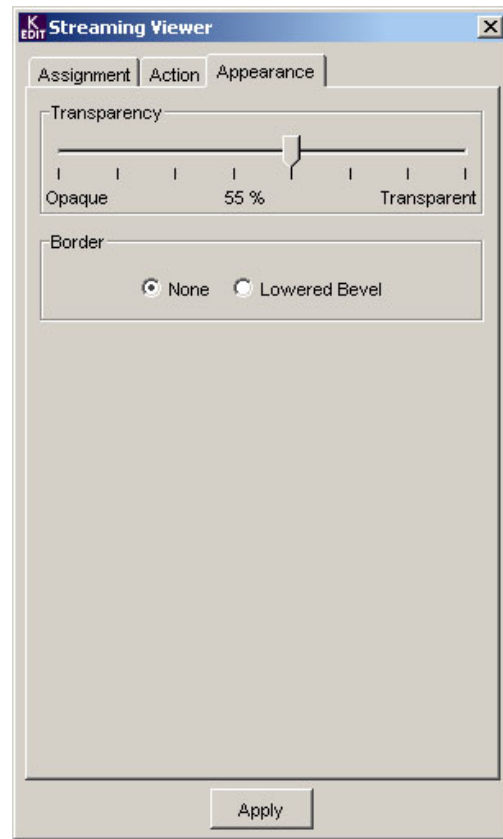 K EDIT Streaming Viewer
Assignment Action Appearance
Transparency
Opaque 55 % Transparent
Border
None Lowered Bevel
Apply